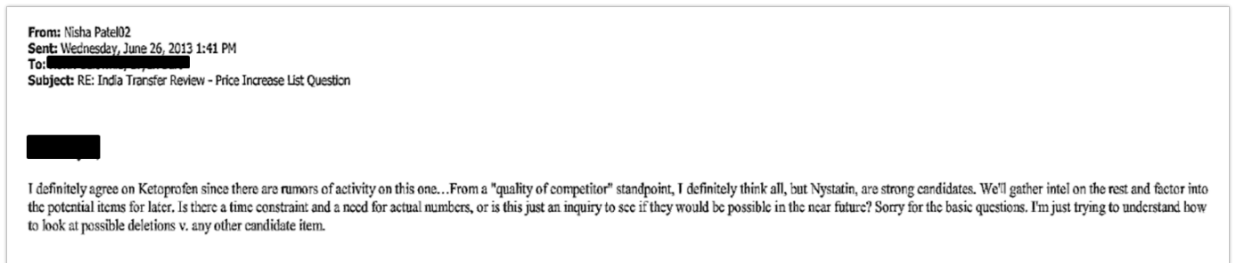 From: Nisha Patel02
Sent: Wednesday, June 26, 2013 1:41 PM
To:
Subject: RE: India Transfer Review - Price Increase List Question
I definitely agree on Ketoprofen since there are rumors of activity on this one…From a "quality of competitor" standpoint, I definitely think all, but Nystatin, are strong candidates. We'll gather intel on the rest and factor into
the potential items for later. Is there a time constraint and a need for actual numbers, or is this just an inquiry to see if they would be possible in the near future? Sorry for the basic questions. I'm just trying to understand how
to look at possible deletions v. any other candidate item.